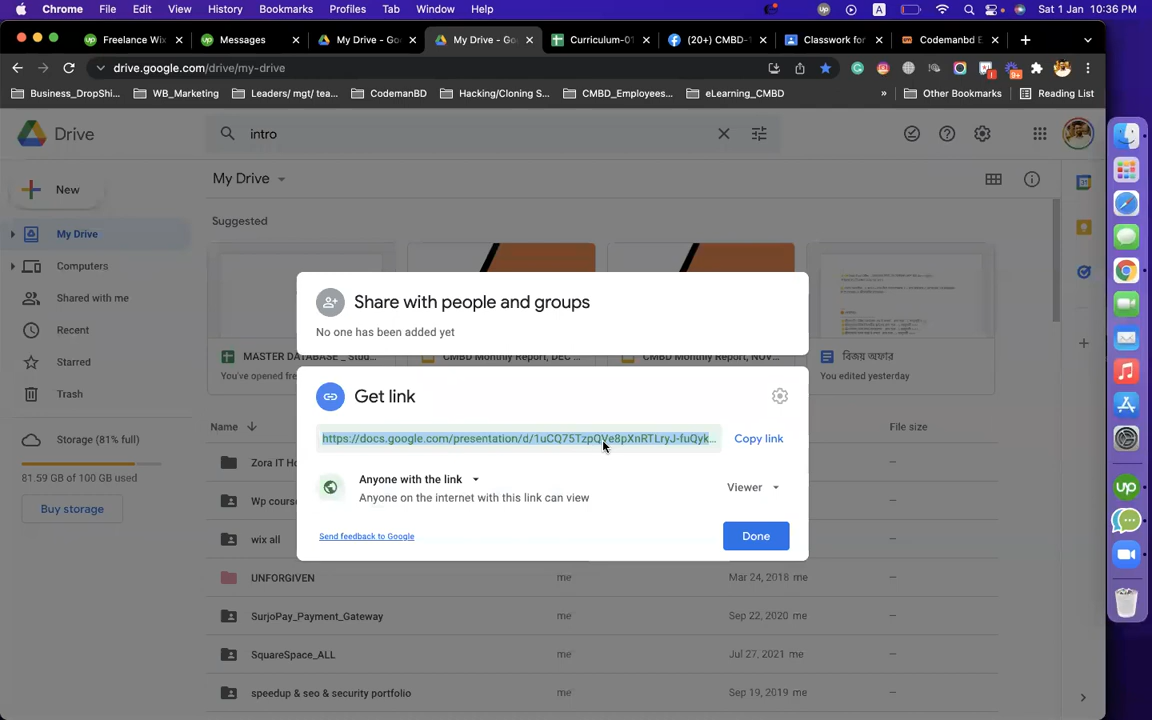 Chrome File Edit View History Bookmarks Profiles Tab Window Help Sat 1 Jan 10:36 PM
Freelance Wix Messages My Drive - Go My Drive - Go Curriculum-01 (20+) CMBD- Classwork for Codemanbd E
drive.google.com/drive/my-drive
Business_DropShi... WB_Marketing Leaders/ mgt/ tea... CodemanBD Hacking/Cloning S... CMBD_Employees... eLearning_CMBD » Other Bookmarks Reading List
Drive intro
New My Drive
Suggested
My Drive
Computers
Shared with me
Recent
Starred
Trash
Storage (81% full)
81.59 GB of 100 GB used
Buy storage
MASTER DATABASE _ Stud... CMBD Monthly Report, DEC ... CMBD Monthly Report, NOV... বিজয় অফার
You've opened fre You edited yesterday
Share with people and groups
No one has been added yet
Get link
https://docs.google.com/presentation/d/1uCQ75TzpQVe8pXnRTLryJ-fuQyk... Copy link
Anyone with the link
Anyone on the internet with this link can view Viewer
Send feedback to Google Done
Name File size
Zora IT Ho —
Wp cours —
wix all —
UNFORGIVEN me Mar 24, 2018 me —
SurjoPay_Payment_Gateway me Sep 22, 2020 me —
SquareSpace_ALL me Jul 27, 2021 me —
speedup & seo & security portfolio me Sep 19, 2019 me —